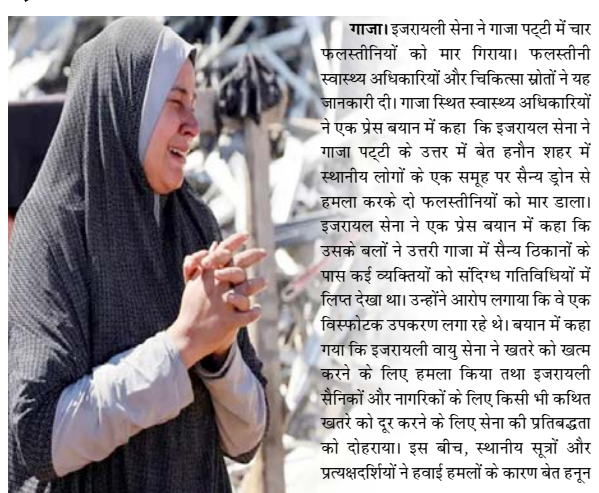 गाजा। इजरायली सेना ने गाजा पट्टी में चार
फलस्तीनियों को मार गिराया। फलस्तीनी
स्वास्थ्य अधिकारियों और चिकित्सा स्रोतों ने यह
जानकारी दी। गाजा स्थित स्वास्थ्य अधिकारियों
ने एक प्रेस बयान में कहा कि इजरायल सेना ने
गाजा पट्टी के उत्तर में बेत हनौन शहर में
स्थानीय लोगों के एक समूह पर सैन्य ड्रोन से
हमला करके दो फलस्तीनियों को मार डाला।
इजरायल सेना ने एक प्रेस बयान में कहा कि
उसके बलों ने उत्तरी गाजा में सैन्य ठिकानों के
पास कई व्यक्तियों को संदिग्ध गतिविधियों में
लिप्त देखा था। उन्होंने आरोप लगाया कि वे एक
विस्फोटक उपकरण लगा रहे थे। बयान में कहा
गया कि इजरायली वायु सेना ने खतरे को खत्म
करने के लिए हमला किया तथा इजरायली
सैनिकों और नागरिकों के लिए किसी भी कथित
खतरे को दूर करने के लिए सेना की प्रतिबद्धता
को दोहराया। इस बीच, स्थानीय सूत्रों और
प्रत्यक्षदर्शियों ने हवाई हमलों के कारण बेत हनून